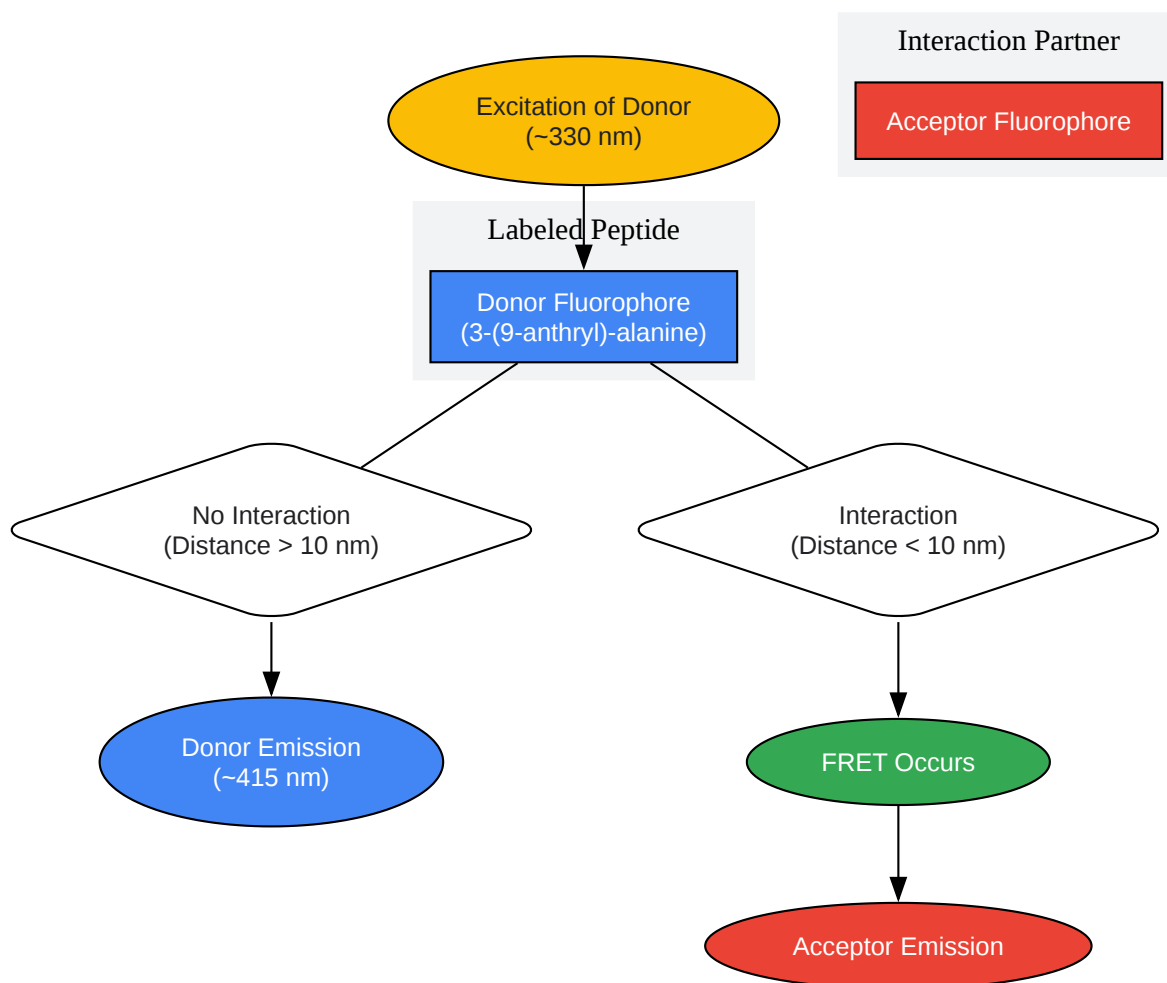 Interaction Partner
Acceptor Fluorophore
Excitation of Donor
(~330 nm)
Labeled Peptide
Donor Fluorophore
(3-(9-anthryl)-alanine)
No Interaction
(Distance > 10 nm)
Interaction
(Distance < 10 nm)
Donor Emission
(~415 nm)
FRET Occurs
Acceptor Emission